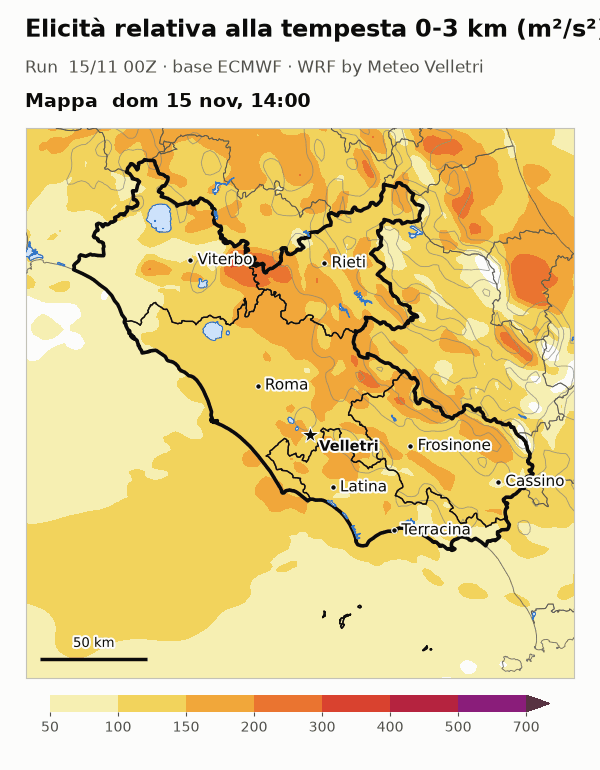 Elicità relativa alla tempesta 0-3 km (m²/s²)
Run 15/11 00Z · base ECMWF · WRF by Meteo Velletri
Mappa dom 15 nov, 14:00
Viterbo
Rieti
Roma
Velletri
Frosinone
Latina
Cassino
Terracina
50 km
50 100 150 200 300 400 500 700